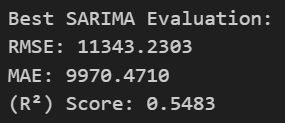 Best SARIMA Evaluation:
RMSE: 11343.2303
MAE: 9970.4710
(R²) Score: 0.5483